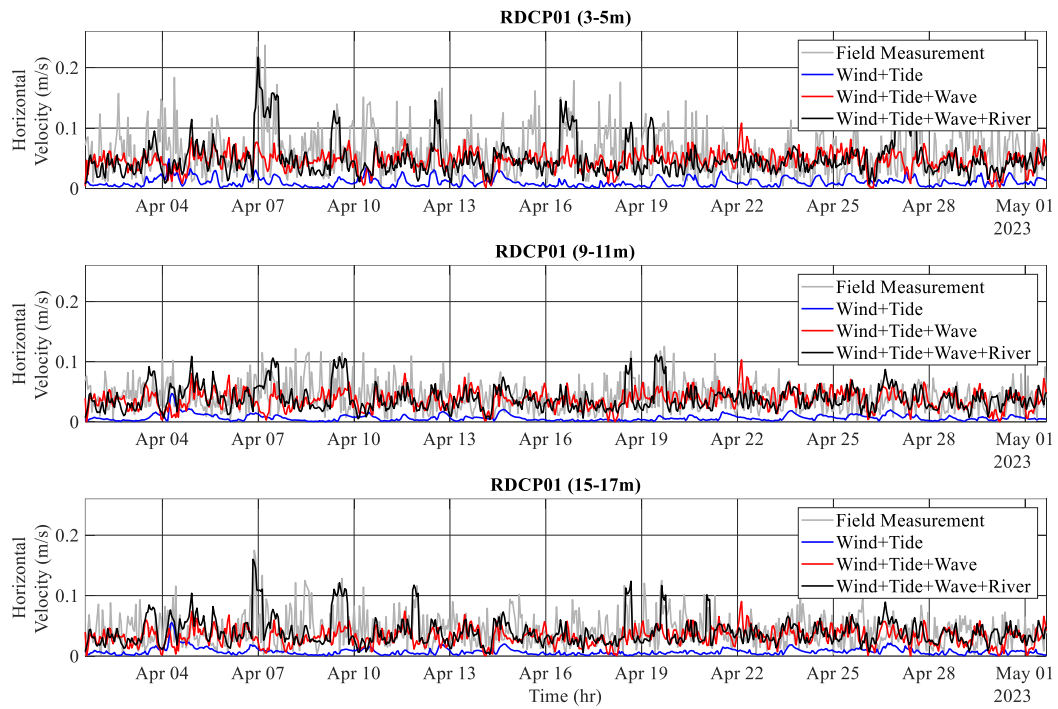 RDCP01 (3-5m)
Horizontal
Velocity (m/s)
0.2
0.1
0
Field Measurement
Wind+Tide
Wind+Tide+Wave
Wind+Tide+Wave+River
Apr 04 Apr 07 Apr 10 Apr 13 Apr 16 Apr 19 Apr 22 Apr 25 Apr 28 May 01
2023
RDCP01 (9-11m)
Horizontal
Velocity (m/s)
0.2
0.1
0
Field Measurement
Wind+Tide
Wind+Tide+Wave
Wind+Tide+Wave+River
Apr 04 Apr 07 Apr 10 Apr 13 Apr 16 Apr 19 Apr 22 Apr 25 Apr 28 May 01
2023
RDCP01 (15-17m)
Horizontal
Velocity (m/s)
0.2
0.1
0
Field Measurement
Wind+Tide
Wind+Tide+Wave
Wind+Tide+Wave+River
Apr 04 Apr 07 Apr 10 Apr 13 Apr 16 Apr 19 Apr 22 Apr 25 Apr 28 May 01
2023
Time (hr)